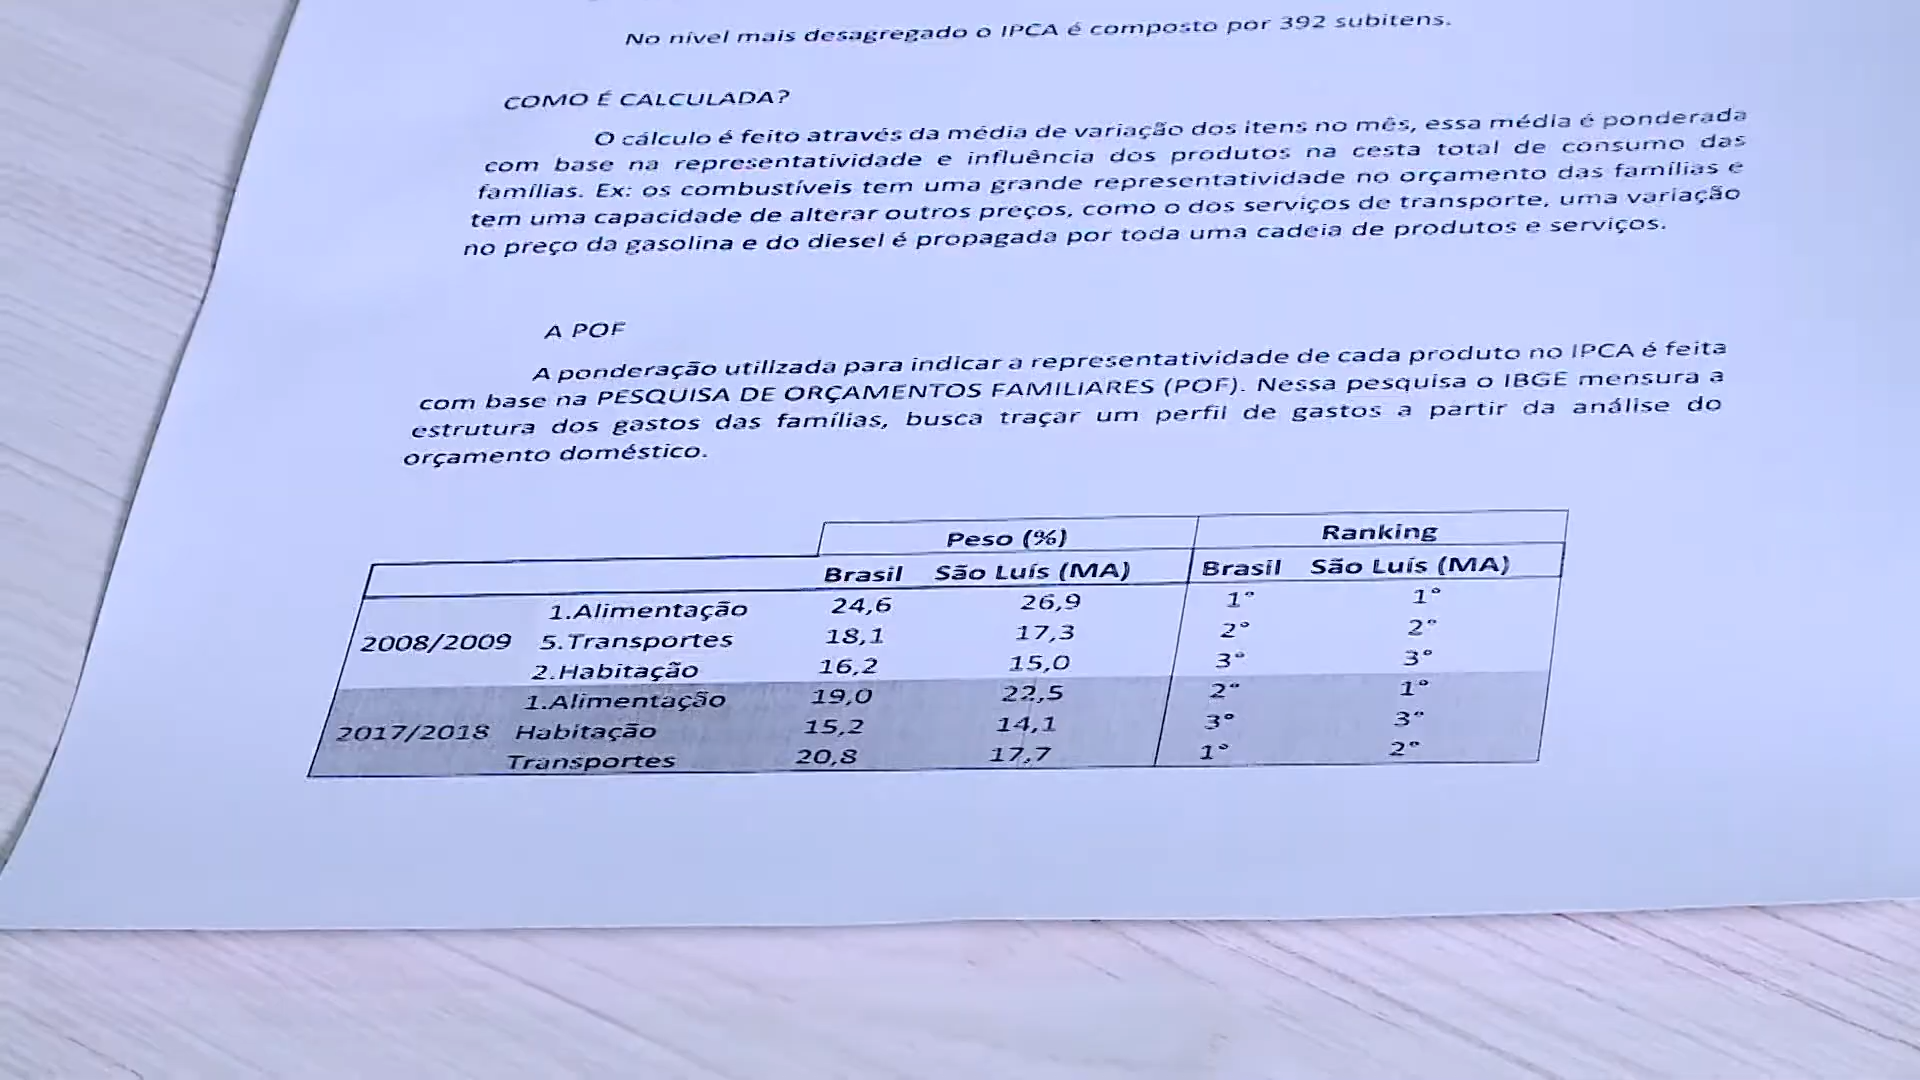 No nível mais desagregado o IPCA é composto por 392 subitens.
COMO É CALCULADA?
O cálculo é feito através da média de variação dos itens no mês, essa média é ponderada
com base na representatividade e influência dos produtos na cesta total de consumo das
famílias. Ex: os combustíveis tem uma grande representatividade no orçamento das famílias e
tem uma capacidade de alterar outros preços, como o dos serviços de transporte, uma variação
no preço da gasolina e do diesel é propagada por toda uma cadeia de produtos e serviços.
A POF
A ponderação utilizada para indicar a representatividade de cada produto no IPCA é feita
com base na PESQUISA DE ORÇAMENTOS FAMILIARES (POF). Nessa pesquisa o IBGE mensura a
estrutura dos gastos das famílias, busca traçar um perfil de gastos a partir da análise do
orçamento doméstico.
Peso (%) Ranking
Brasil São Luís (MA) Brasil São Luís (MA)
1.Alimentação 24,6 26,9 1° 1°
2008/2009 5.Transportes 18,1 17,3 2° 2°
2.Habitação 16,2 15,0 3° 3°
1.Alimentação 19,0 22,5 2° 1°
2017/2018 Habitação 15,2 14,1 3° 3°
Transportes 20,8 17,7 1° 2°